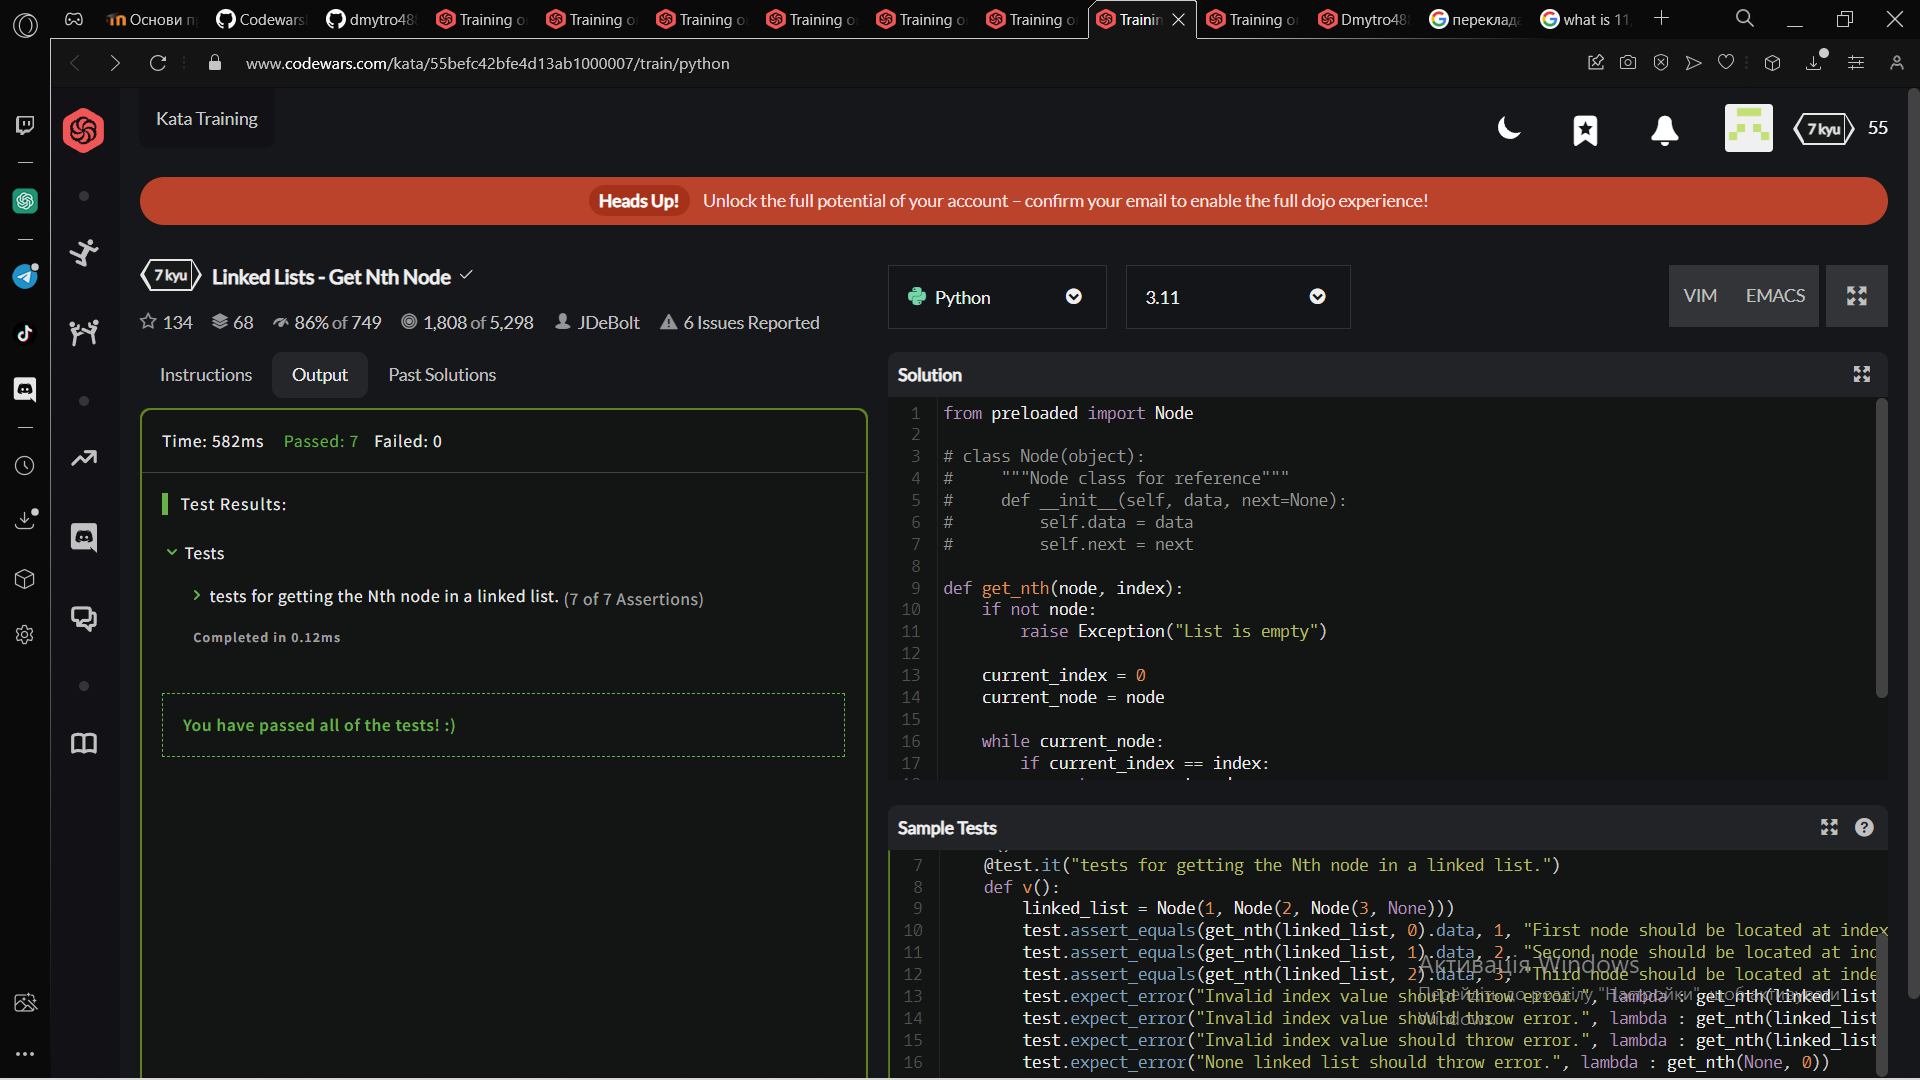 Основи п
Codewars
dmytro48
Training o
Training o
Training o
Training o
Training o
Training o
Trainin
Training o
Dmytro48
переклада
what is 11
www.codewars.com/kata/55befc42bfe4d13ab1000007/train/python
Kata Training
7 kyu
55
Heads Up! Unlock the full potential of your account – confirm your email to enable the full dojo experience!
7 kyu Linked Lists - Get Nth Node
134 68 86% of 749 1,808 of 5,298 JDeBolt 6 Issues Reported
Python
3.11
VIM EMACS
Instructions Output Past Solutions
Time: 582ms Passed: 7 Failed: 0
Test Results:
Tests
tests for getting the Nth node in a linked list. (7 of 7 Assertions)
Completed in 0.12ms
You have passed all of the tests! :)
Solution
1 from preloaded import Node
2
3 # class Node(object):
4 #     """Node class for reference"""
5 #     def __init__(self, data, next=None):
6 #         self.data = data
7 #         self.next = next
8
9 def get_nth(node, index):
10     if not node:
11         raise Exception("List is empty")
12
13     current_index = 0
14     current_node = node
15
16     while current_node:
17         if current_index == index:
Sample Tests
7     @test.it("tests for getting the Nth node in a linked list.")
8     def v():
9         linked_list = Node(1, Node(2, Node(3, None)))
10         test.assert_equals(get_nth(linked_list, 0).data, 1, "First node should be located at index
11         test.assert_equals(get_nth(linked_list, 1).data, 2, "Second node should be located at ind
12         test.assert_equals(get_nth(linked_list, 2).data, 3, "Third node should be located at inde
13         test.expect_error("Invalid index value should throw error.", lambda : get_nth(linked_list
14         test.expect_error("Invalid index value should throw error.", lambda : get_nth(linked_list
15         test.expect_error("Invalid index value should throw error.", lambda : get_nth(linked_list
16         test.expect_error("None linked list should throw error.", lambda : get_nth(None, 0))
Активація Windows
Перейдіть до розділу "Настройки", щоб активувати
Windows.